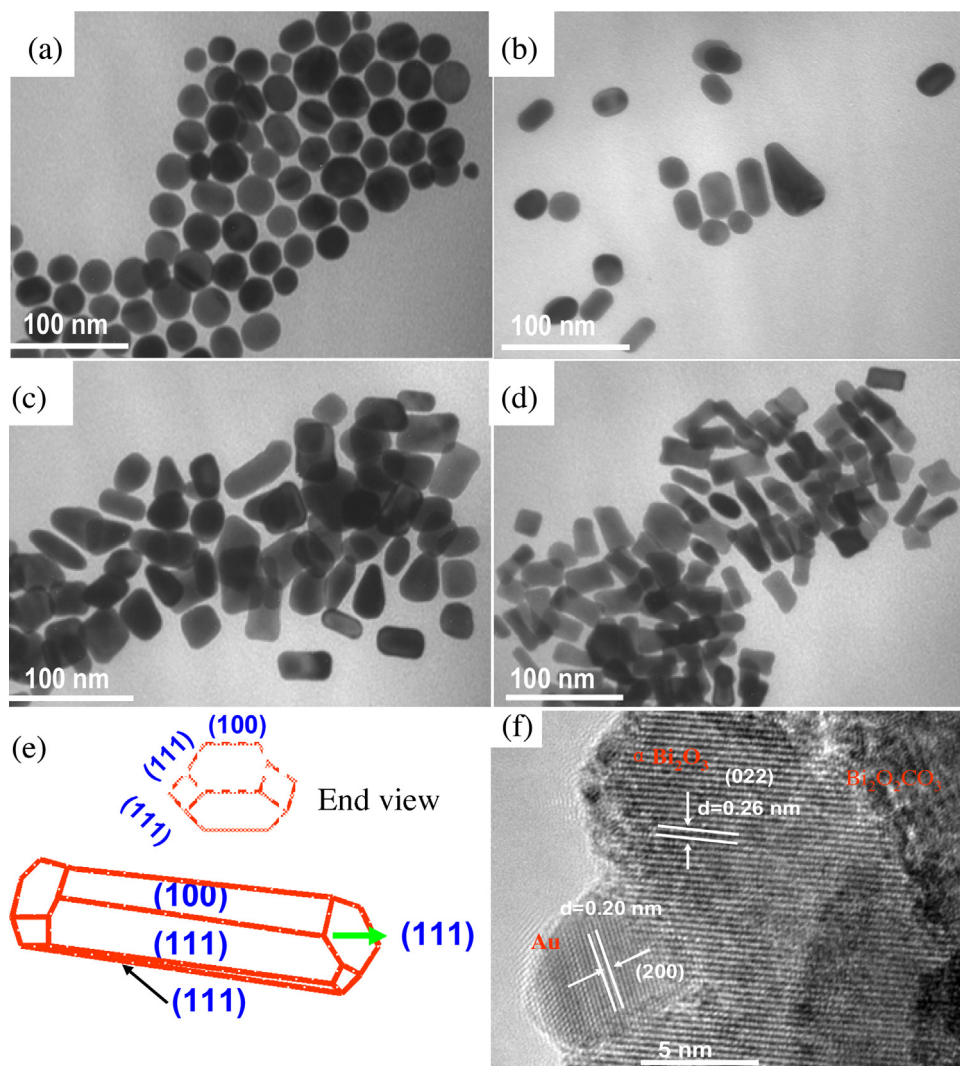 (a)
100 nm
(b)
100 nm
(c)
100 nm
(d)
100 nm
(e)
(100)
(111)
(111)
End view
(100)
(111)
(111)
(111)
(f)
α-Bi₂O₃
(022)
d=0.26 nm
Bi₂O₂CO₃
d=0.20 nm
Au
(200)
5 nm